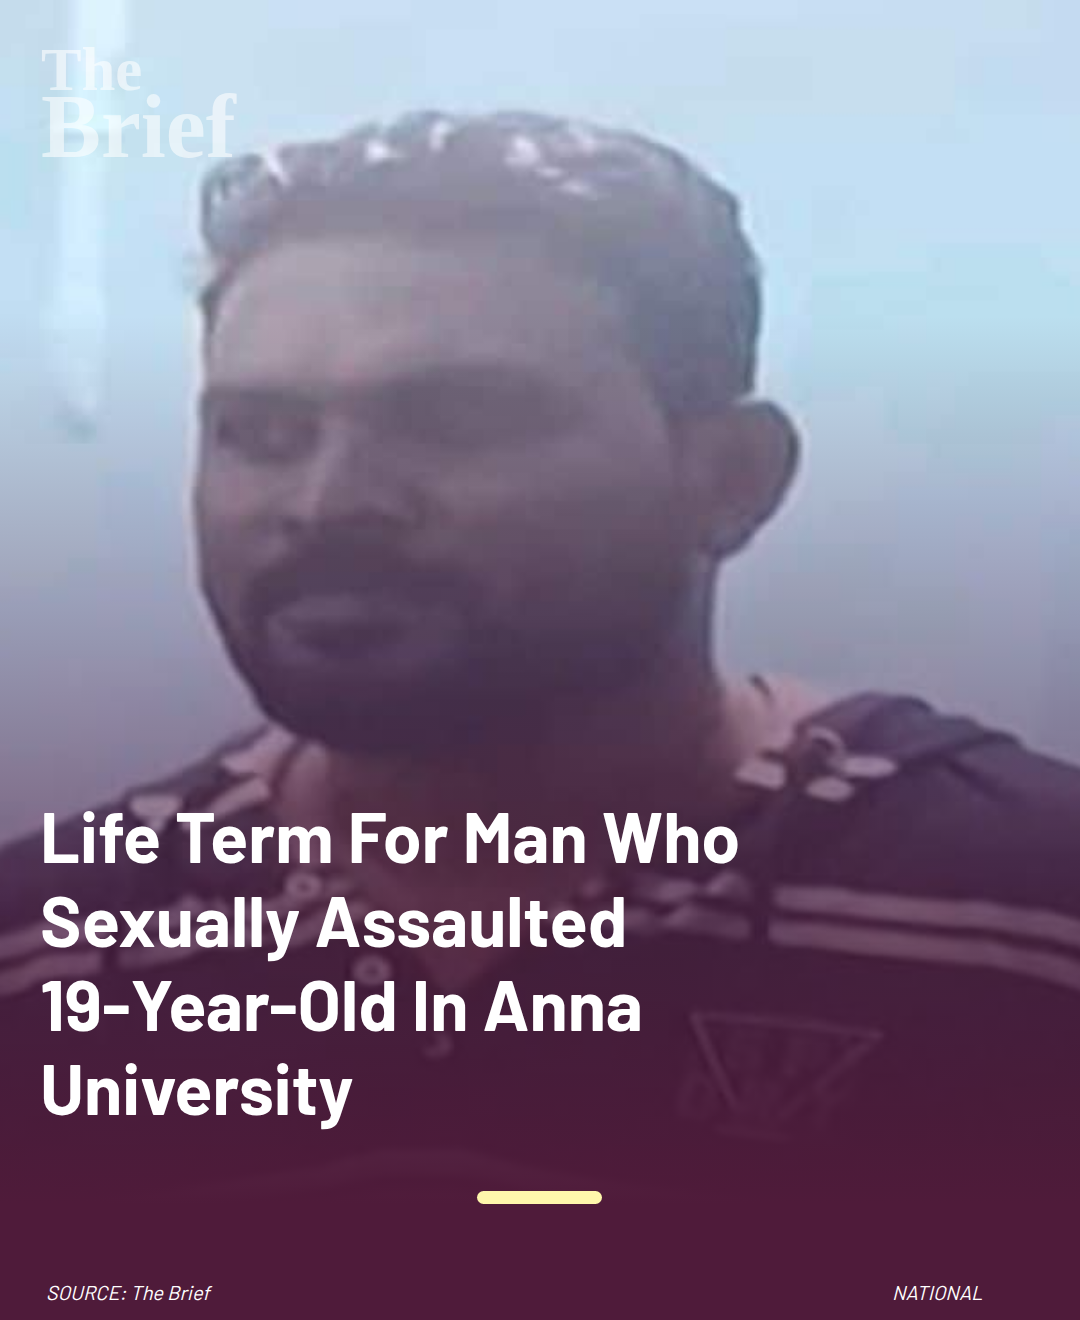 The
Brief
Life Term For Man Who
Sexually Assaulted
19-Year-Old In Anna
University
SOURCE: The Brief
NATIONAL